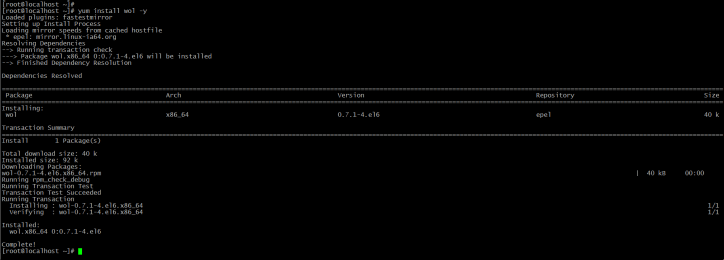 [root@localhost ~]#
[root@localhost ~]# yum install wol -y
Loaded plugins: fastestmirror
Setting up Install Process
Loading mirror speeds from cached hostfile
 * epel: mirror.linux-ia64.org
Resolving Dependencies
--> Running transaction check
---> Package wol.x86_64 0:0.7.1-4.el6 will be installed
--> Finished Dependency Resolution
Dependencies Resolved
Package Arch Version Repository Size
Installing:
wol x86_64 0.7.1-4.el6 epel 40 k
Transaction Summary
Install 1 Package(s)
Total download size: 40 k
Installed size: 92 k
Downloading Packages:
wol-0.7.1-4.el6.x86_64.rpm | 40 kB 00:00
Running rpm_check_debug
Running Transaction Test
Transaction Test Succeeded
Running Transaction
Installing : wol-0.7.1-4.el6.x86_64 1/1
Verifying : wol-0.7.1-4.el6.x86_64 1/1
Installed:
wol.x86_64 0:0.7.1-4.el6
Complete!
[root@localhost ~]#